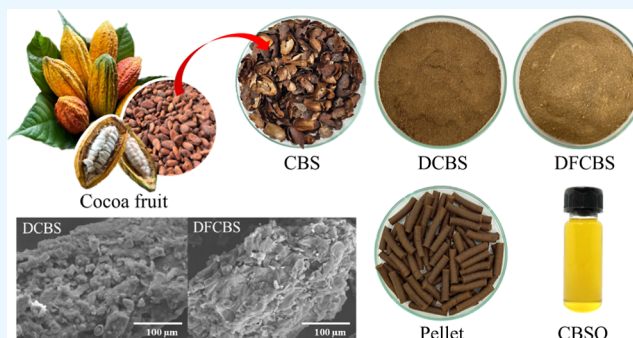 CBS
DCBS
DFCBS
Cocoa fruit
DCBS
DFCBS
100 µm
100 µm
Pellet
CBSO